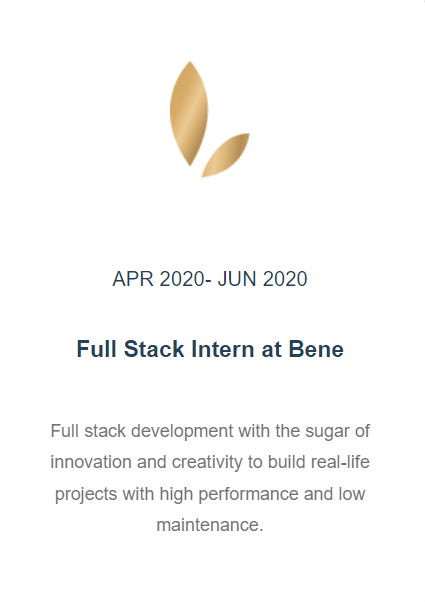 APR 2020- JUN 2020
Full Stack Intern at Bene
Full stack development with the sugar of
innovation and creativity to build real-life
projects with high performance and low
maintenance.